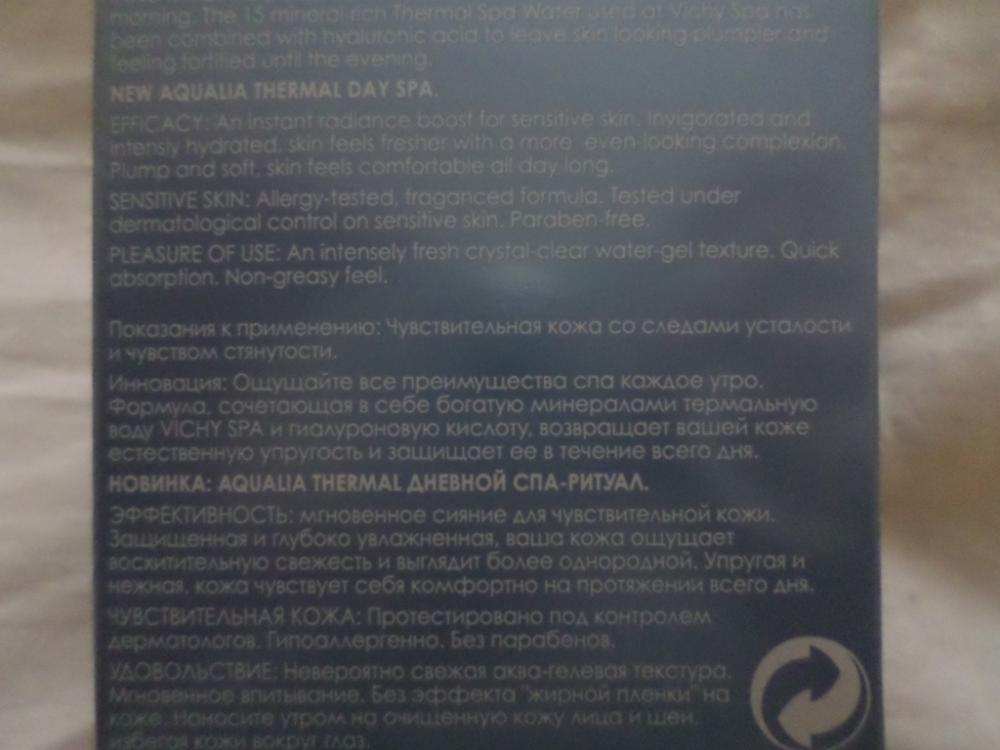 morning. The 15 mineral-rich Thermal Spa Water used at Vichy Spa has
been combined with hyaluronic acid to leave skin looking plumpier and
feeling fortified until the evening.
NEW AQUALIA THERMAL DAY SPA.
EFFICACY: An instant radiance boost for sensitive skin. Invigorated and
intensly hydrated, skin feels fresher with a more even-looking complexion.
Plump and soft, skin feels comfortable all day long.
SENSITIVE SKIN: Allergy-tested, fraganced formula. Tested under
dermatological control on sensitive skin. Paraben-free.
PLEASURE OF USE: An intensely fresh crystal-clear water-gel texture. Quick
absorption. Non-greasy feel.
Показания к применению: Чувствительная кожа со следами усталости
и чувством стянутости.
Инновация: Ощущайте все преимущества спа каждое утро.
Формула, сочетающая в себе богатую минералами термальную
воду VICHY SPA и гиалуроновую кислоту, возвращает вашей коже
естественную упругость и защищает ее в течение всего дня.
НОВИНКА: AQUALIA THERMAL ДНЕВНОЙ СПА-РИТУАЛ.
ЭФФЕКТИВНОСТЬ: мгновенное сияние для чувствительной кожи.
Защищенная и глубоко увлажненная, ваша кожа ощущает
восхитительную свежесть и выглядит более однородной. Упругая и
нежная, кожа чувствует себя комфортно на протяжении всего дня.
ЧУВСТВИТЕЛЬНАЯ КОЖА: Протестировано под контролем
дерматологов. Гипоаллергенно. Без парабенов.
УДОВОЛЬСТВИЕ: Невероятно свежая аква-гелевая текстура.
Мгновенное впитывание. Без эффекта "жирной пленки" на
коже. Наносите утром на очищенную кожу лица и шеи,
избегая кожи вокруг глаз.